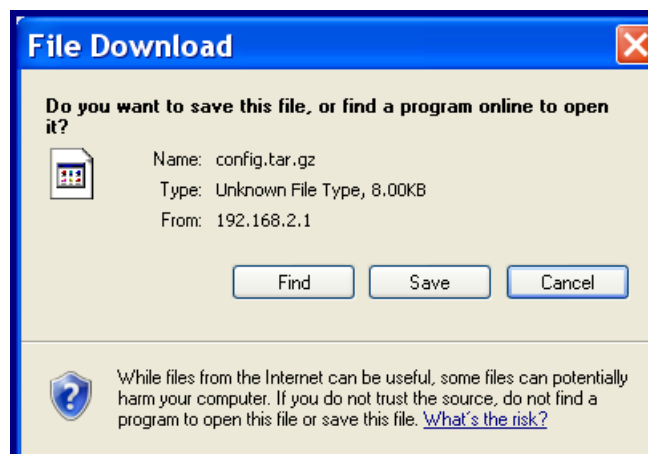 File Download
Do you want to save this file, or find a program online to open
it?
Name: config.tar.gz
Type: Unknown File Type, 8.00KB
From: 192.168.2.1
Find Save Cancel
While files from the Internet can be useful, some files can potentially
harm your computer. If you do not trust the source, do not find a
program to open this file or save this file. What's the risk?